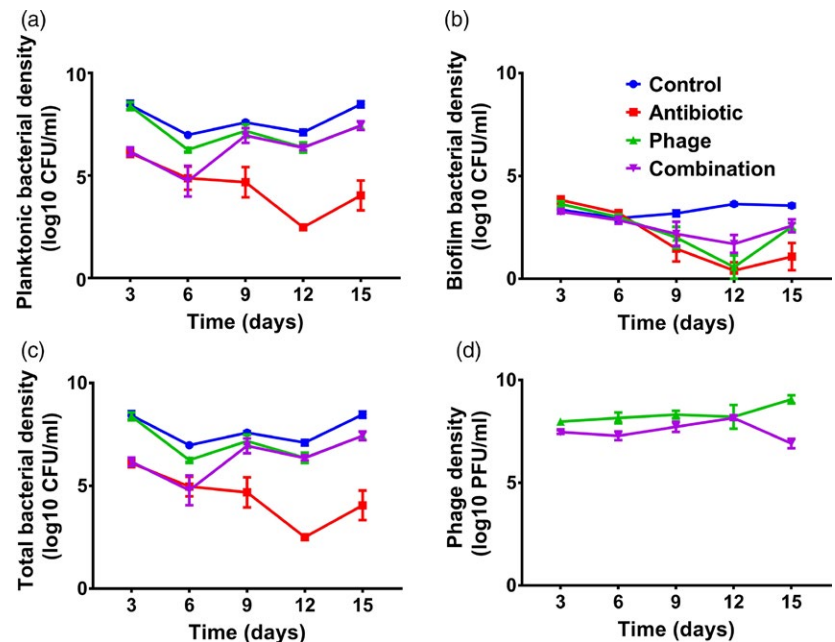 (a)
Planktonic bacterial density
(log10 CFU/ml)
10
5
0
3 6 9 12 15
Time (days)
(b)
Biofilm bacterial density
(log10 CFU/ml)
10
5
0
Control
Antibiotic
Phage
Combination
3 6 9 12 15
Time (days)
(c)
Total bacterial density
(log10 CFU/ml)
10
5
0
3 6 9 12 15
Time (days)
(d)
Phage density
(log10 PFU/ml)
10
5
0
3 6 9 12 15
Time (days)